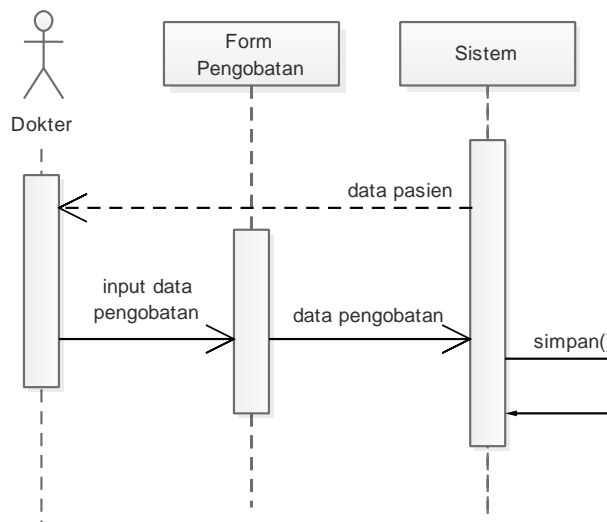 Form
Pengobatan
Sistem
Dokter
data pasien
input data
pengobatan
data pengobatan
simpan()